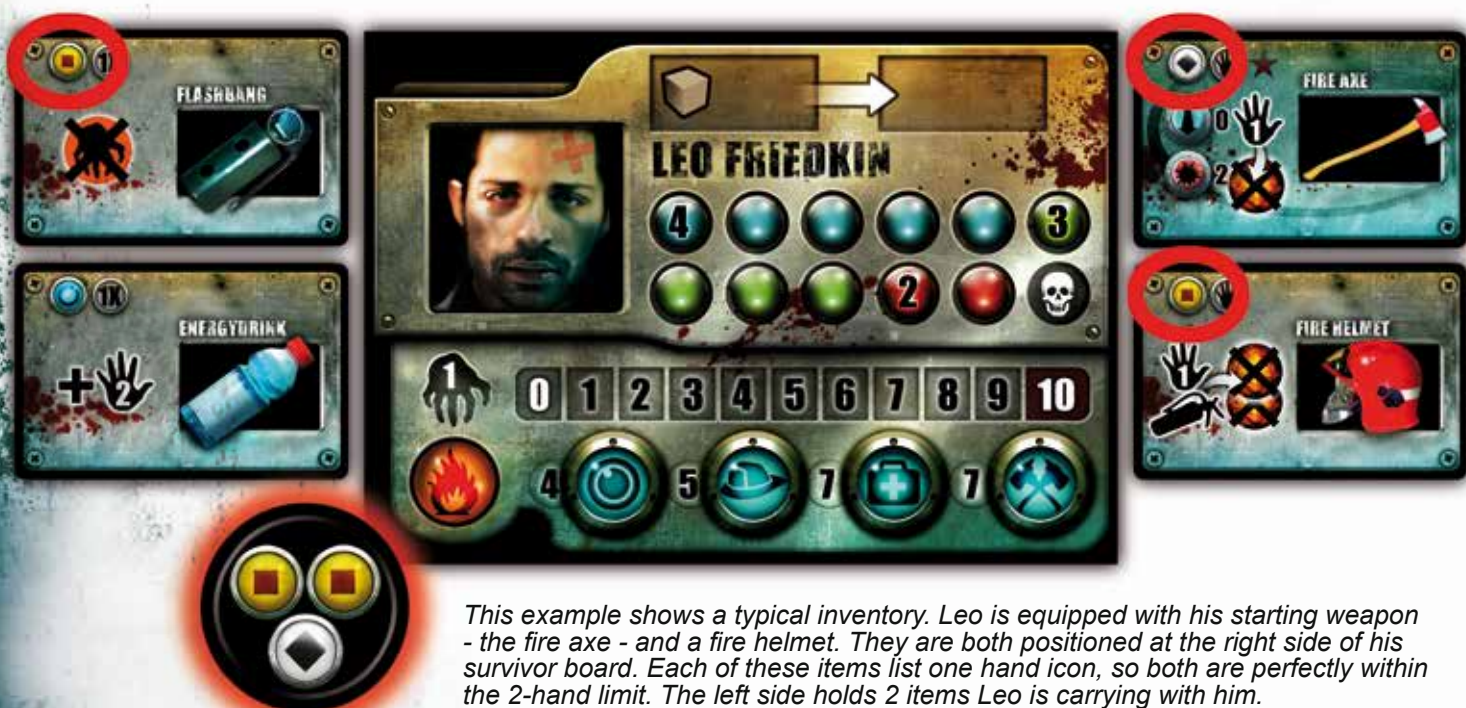 1X
FLASHBANG
1X
ENERGYDRINK
+ 2
LEO FRIEDKIN
4 3
2
1 0 1 2 3 4 5 6 7 8 9 10
4 5 7 7
FIRE AXE
0 1
2
FIRE HELMET
1
This example shows a typical inventory. Leo is equipped with his starting weapon
- the fire axe - and a fire helmet. They are both positioned at the right side of his
survivor board. Each of these items list one hand icon, so both are perfectly within
the 2-hand limit. The left side holds 2 items Leo is carrying with him.